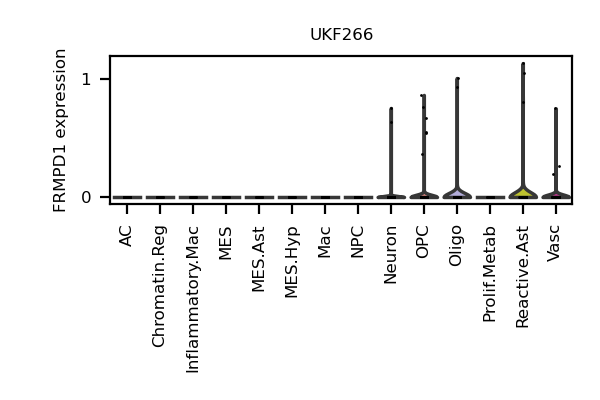 UKF266
FRMPD1 expression
1
0
AC
Chromatin.Reg
Inflammatory.Mac
MES
MES.Ast
MES.Hyp
Mac
NPC
Neuron
OPC
Oligo
Prolif.Metab
Reactive.Ast
Vasc